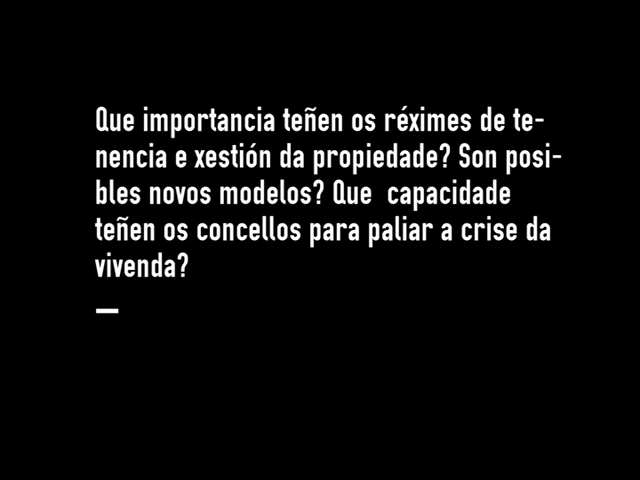 Que importancia teñen os réximes de te-
nencia e xestión da propiedade? Son posi-
bles novos modelos? Que  capacidade
teñen os concellos para paliar a crise da
vivenda?